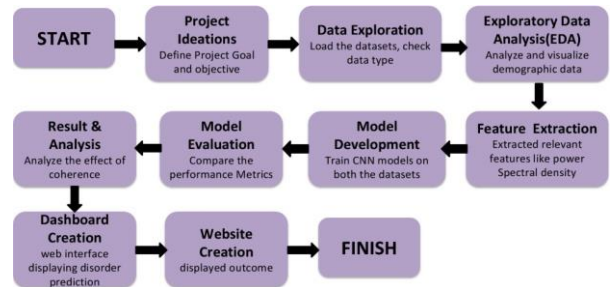 START
Project
Ideations
Define Project Goal
and objective
Data Exploration
Load the datasets, check
data type
Exploratory Data
Analysis(EDA)
Analyze and visualize
demographic data
Result &
Analysis
Analyze the effect of
coherence
Model
Evaluation
Compare the
performance Metrics
Model
Development
Train CNN models on
both the datasets
Feature Extraction
Extracted relevant
features like power
Spectral density
Dashboard
Creation
web interface
displaying disorder
prediction
Website
Creation
displayed outcome
FINISH